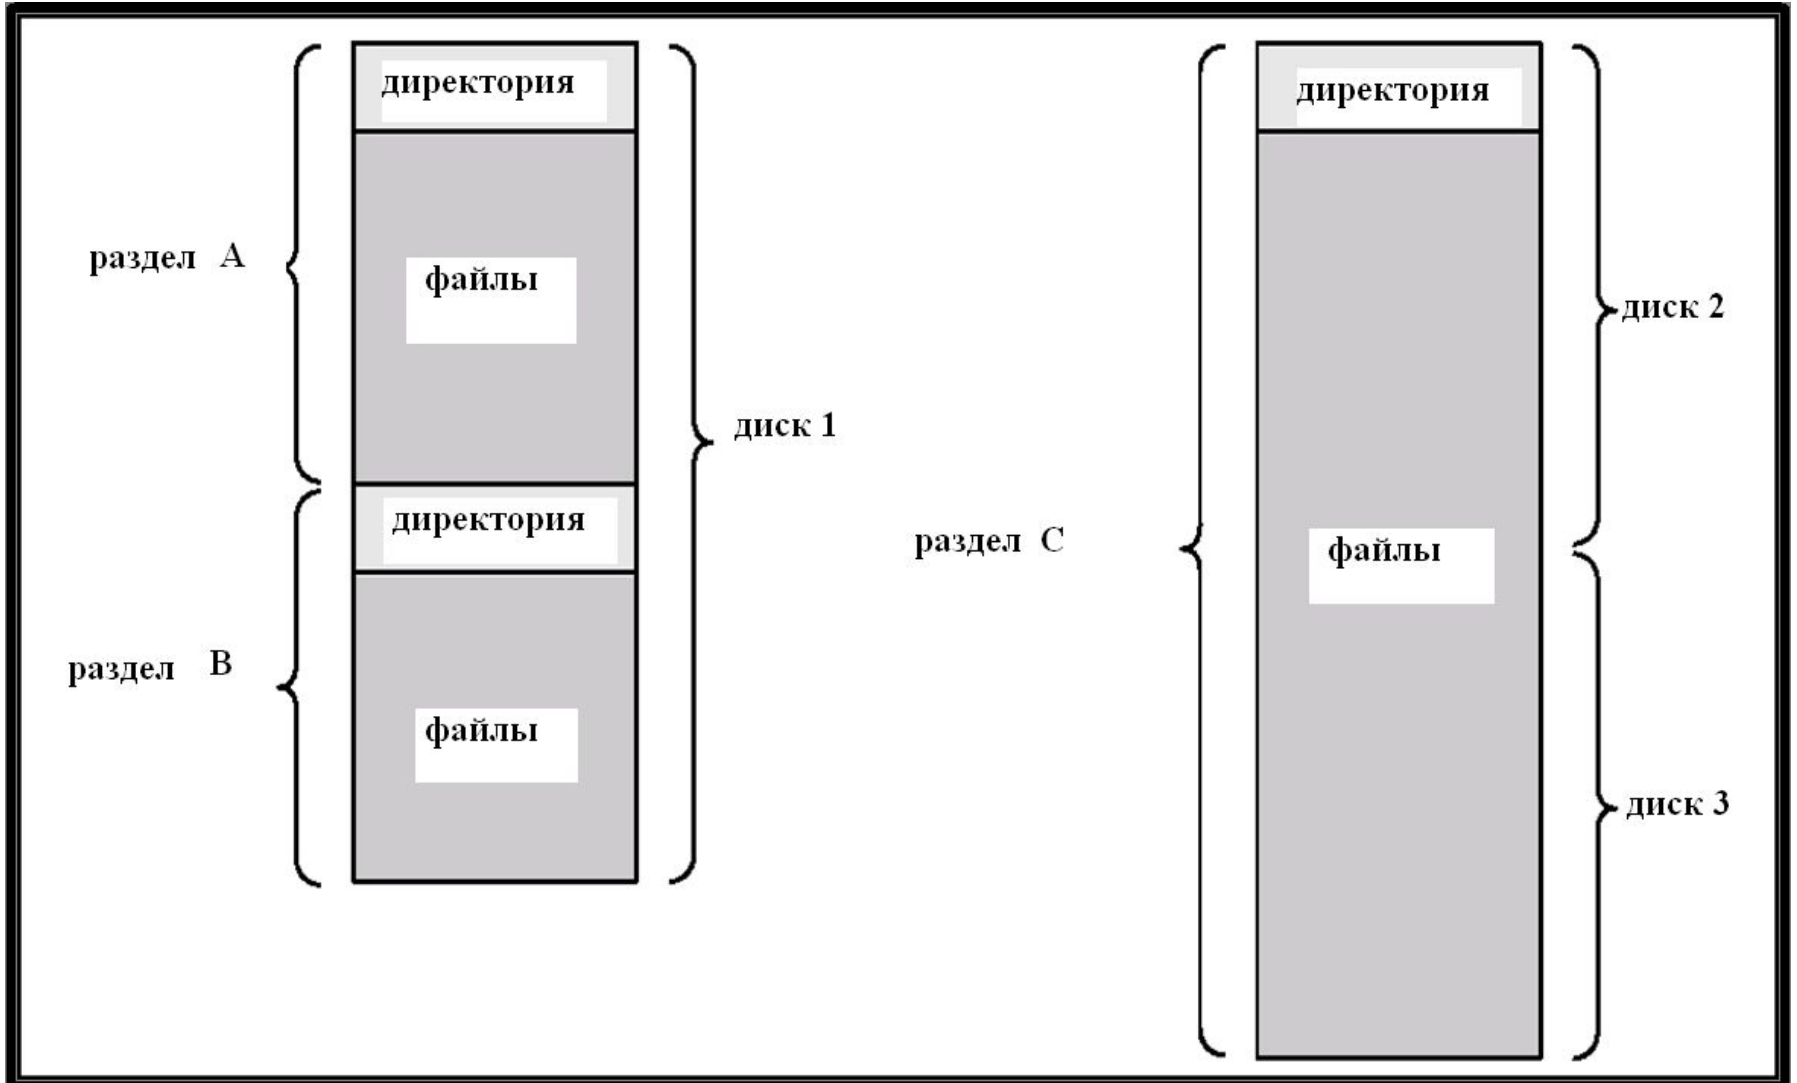 директория
файлы
раздел А
директория
файлы
раздел В
диск 1
директория
файлы
раздел С
диск 2
диск 3